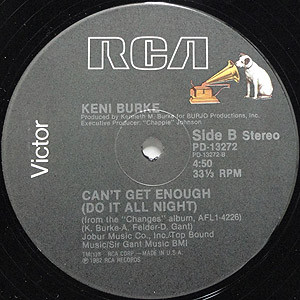 RCA
Victor
KENI BURKE
Produced by Kenneth M. Burke for BURJO Productions, Inc.
Executive Producer: "Chappie" Johnson
Side B Stereo
PD-13272
PD-13272-B
4:50
33⅓ RPM
CAN'T GET ENOUGH
(DO IT ALL NIGHT)
(from the "Changes" album, AFL1-4226)
(K. Burke-A. Felder-D. Gant)
Jobur Music Co., Inc./Top Bound
Music/Sir Gant Music BMI
TM(s)® RCA CORP – MADE IN U.S.A.
℗ 1982 RCA RECORDS